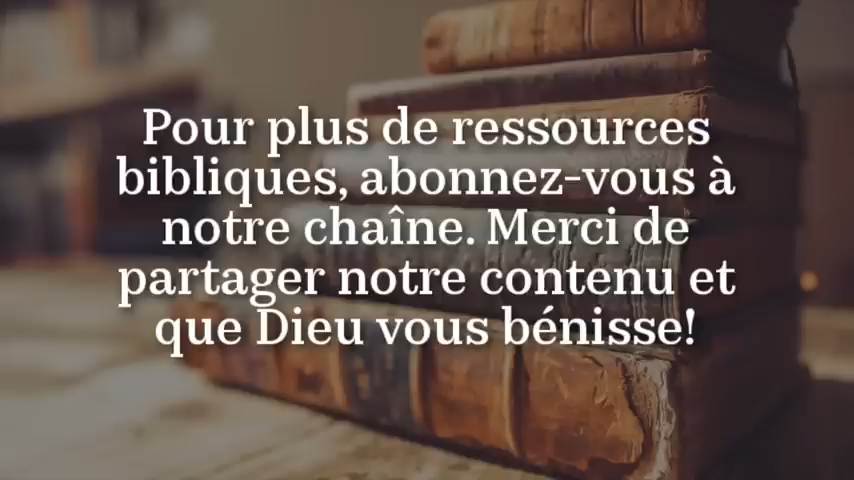 Pour plus de ressources
bibliques, abonnez-vous à
notre chaîne. Merci de
partager notre contenu et
que Dieu vous bénisse!